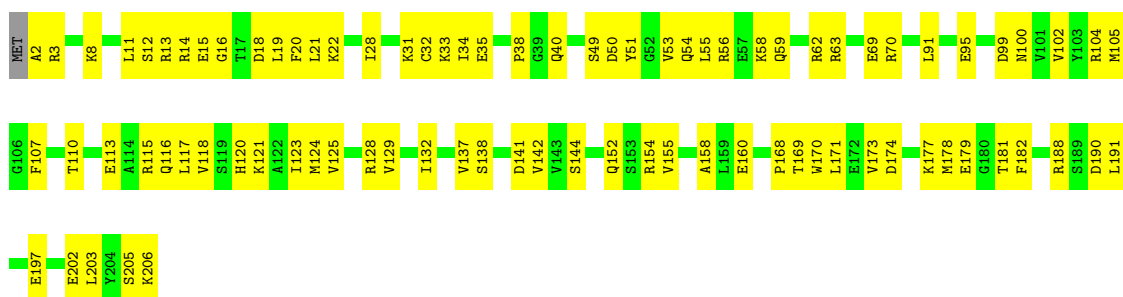 MET A2 R3 K8 L11 S12 R13 R14 E15 G16 T17 D18 L19 F20 L21 K22 I28 K31 C32 K33 I34 E35 P38 G39 Q40 S49 D50 Y51 G52 V53 Q54 L55 R56 E57 K58 Q59 R62 R63 E69 R70 L91 E95 D99 N100 V101 V102 Y103 R104 M105
G106 F107 T110 E113 A114 R115 Q116 L117 V118 S119 H120 K121 A122 I123 M124 V125 R128 V129 I132 V137 S138 D141 V142 V143 S144 Q152 S153 R154 V155 A158 L159 E160 P168 T169 W170 L171 E172 V173 D174 K177 M178 E179 G180 T181 F182 R188 S189 D190 L191
E197 E202 L203 Y204 S205 K206